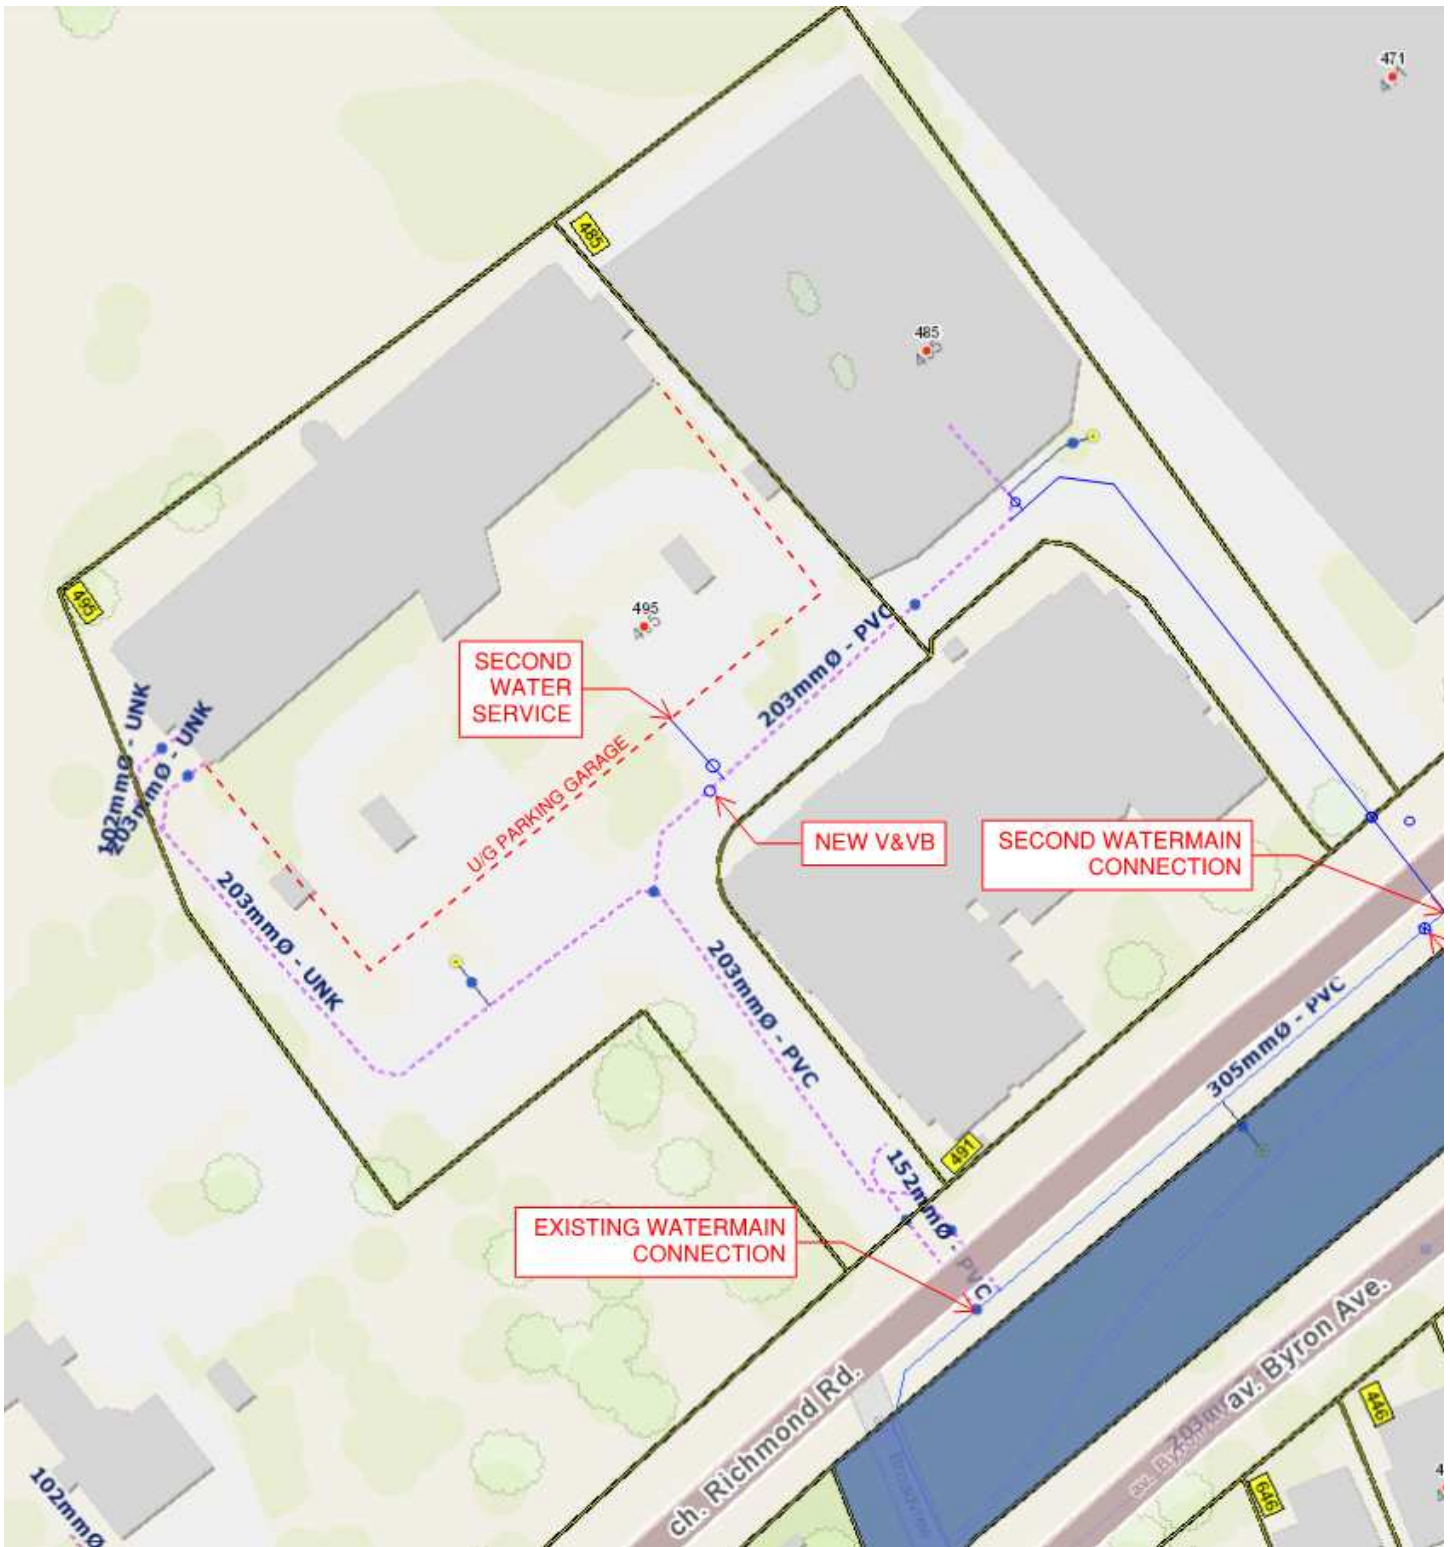 471
485
485
495
495
SECOND
WATER
SERVICE
203mmØ - PVC
102mmØ - UNK
203mmØ - UNK
U/G PARKING GARAGE
NEW V&VB
SECOND WATERMAIN
CONNECTION
203mmØ - UNK
203mmØ - PVC
305mmØ - PVC
491
152mmØ - PVC
EXISTING WATERMAIN
CONNECTION
ch. Richmond Rd.
av. Byron Ave.
446
646
102mmØ